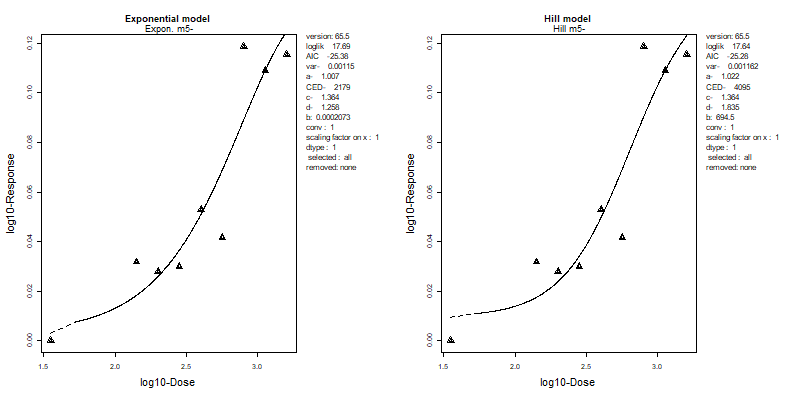 Exponential model
Expon. m5-
version: 65.5
loglik 17.69
AIC -25.38
var- 0.00115
a- 1.007
CED- 2179
c- 1.364
d- 1.258
b: 0.0002073
conv : 1
scaling factor on x : 1
dtype : 1
selected : all
removed: none
log10-Response
0.00 0.02 0.04 0.06 0.08 0.10 0.12
1.5 2.0 2.5 3.0
log10-Dose
Hill model
Hill m5-
version: 65.5
loglik 17.64
AIC -25.28
var- 0.001162
a- 1.022
CED- 4095
c- 1.364
d- 1.835
b: 694.5
conv : 1
scaling factor on x : 1
dtype : 1
selected : all
removed: none
log10-Response
0.00 0.02 0.04 0.06 0.08 0.10 0.12
1.5 2.0 2.5 3.0
log10-Dose